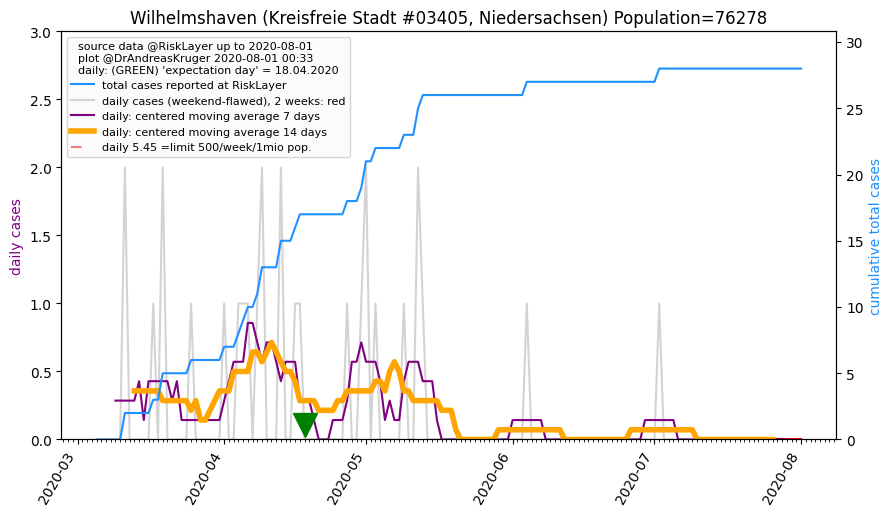 Wilhelmshaven (Kreisfreie Stadt #03405, Niedersachsen) Population=76278
source data @RiskLayer up to 2020-08-01
plot @DrAndreasKruger 2020-08-01 00:33
daily: (GREEN) 'expectation day' = 18.04.2020
total cases reported at RiskLayer
daily cases (weekend-flawed), 2 weeks: red
daily: centered moving average 7 days
daily: centered moving average 14 days
daily 5.45 =limit 500/week/1mio pop.
daily cases
3.0
2.5
2.0
1.5
1.0
0.5
0.0
30
25
20
15
10
5
0
cumulative total cases
2020-03
2020-04
2020-05
2020-06
2020-07
2020-08